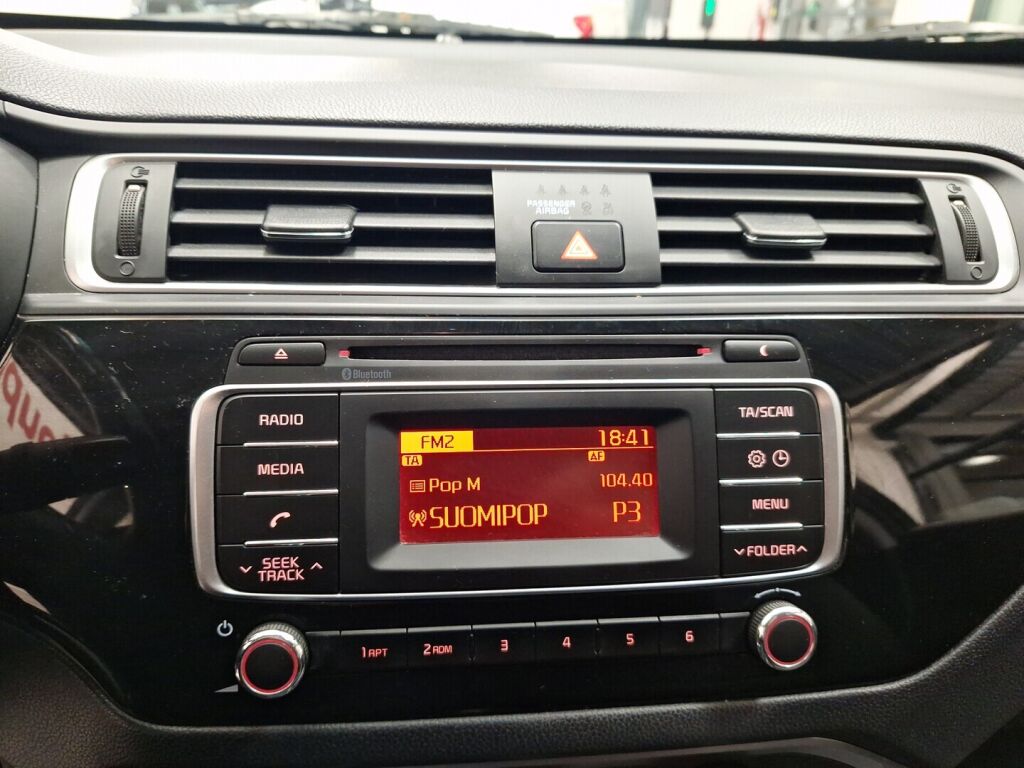 PASSENGER
AIRBAG
Bluetooth
RADIO
MEDIA
SEEK
TRACK
FM2 18:41
TA AF
Pop M 104.40
SUOMIPOP P3
TA/SCAN
MENU
FOLDER
1 RPT 2 RDM 3 4 5 6